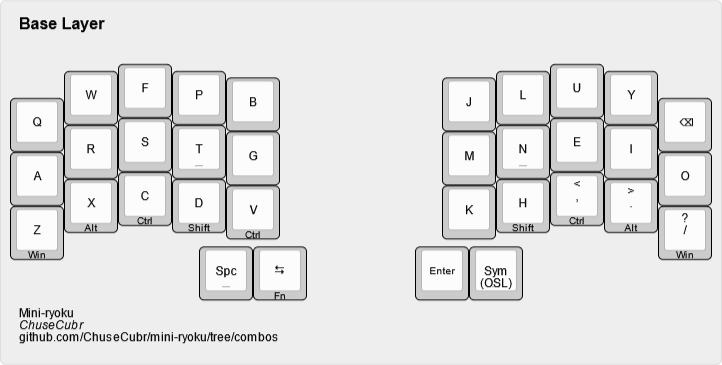 Base Layer
Q W F P B J L U Y ⌫
A R S T G M N E I O
Z X C D V K H < , > . ? /
Win Alt Ctrl Shift Ctrl Shift Ctrl Alt Win
Spc ⇆ Enter Sym
(OSL)
Fn
Mini-ryoku
ChuseCubr
github.com/ChuseCubr/mini-ryoku/tree/combos